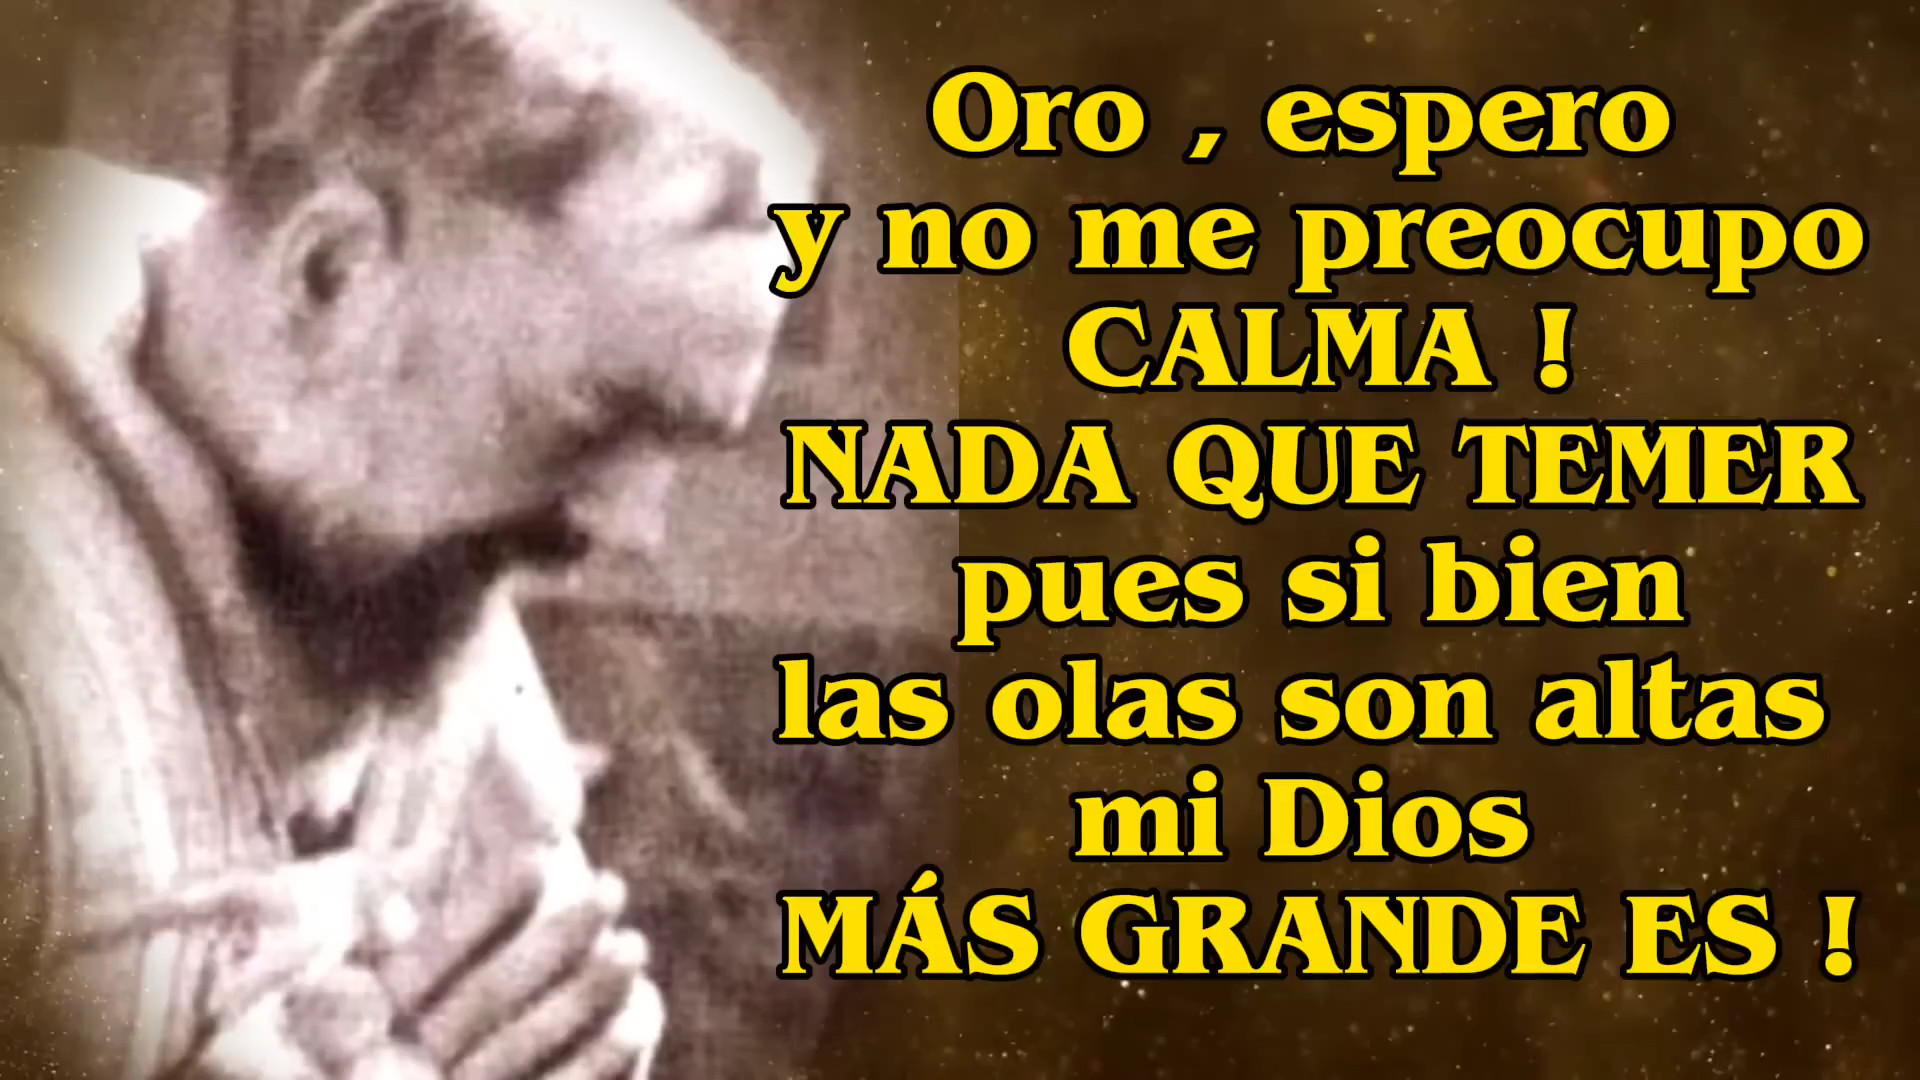 Oro , espero
y no me preocupo
CALMA !
NADA QUE TEMER
pues si bien
las olas son altas
mi Dios
MÁS GRANDE ES !